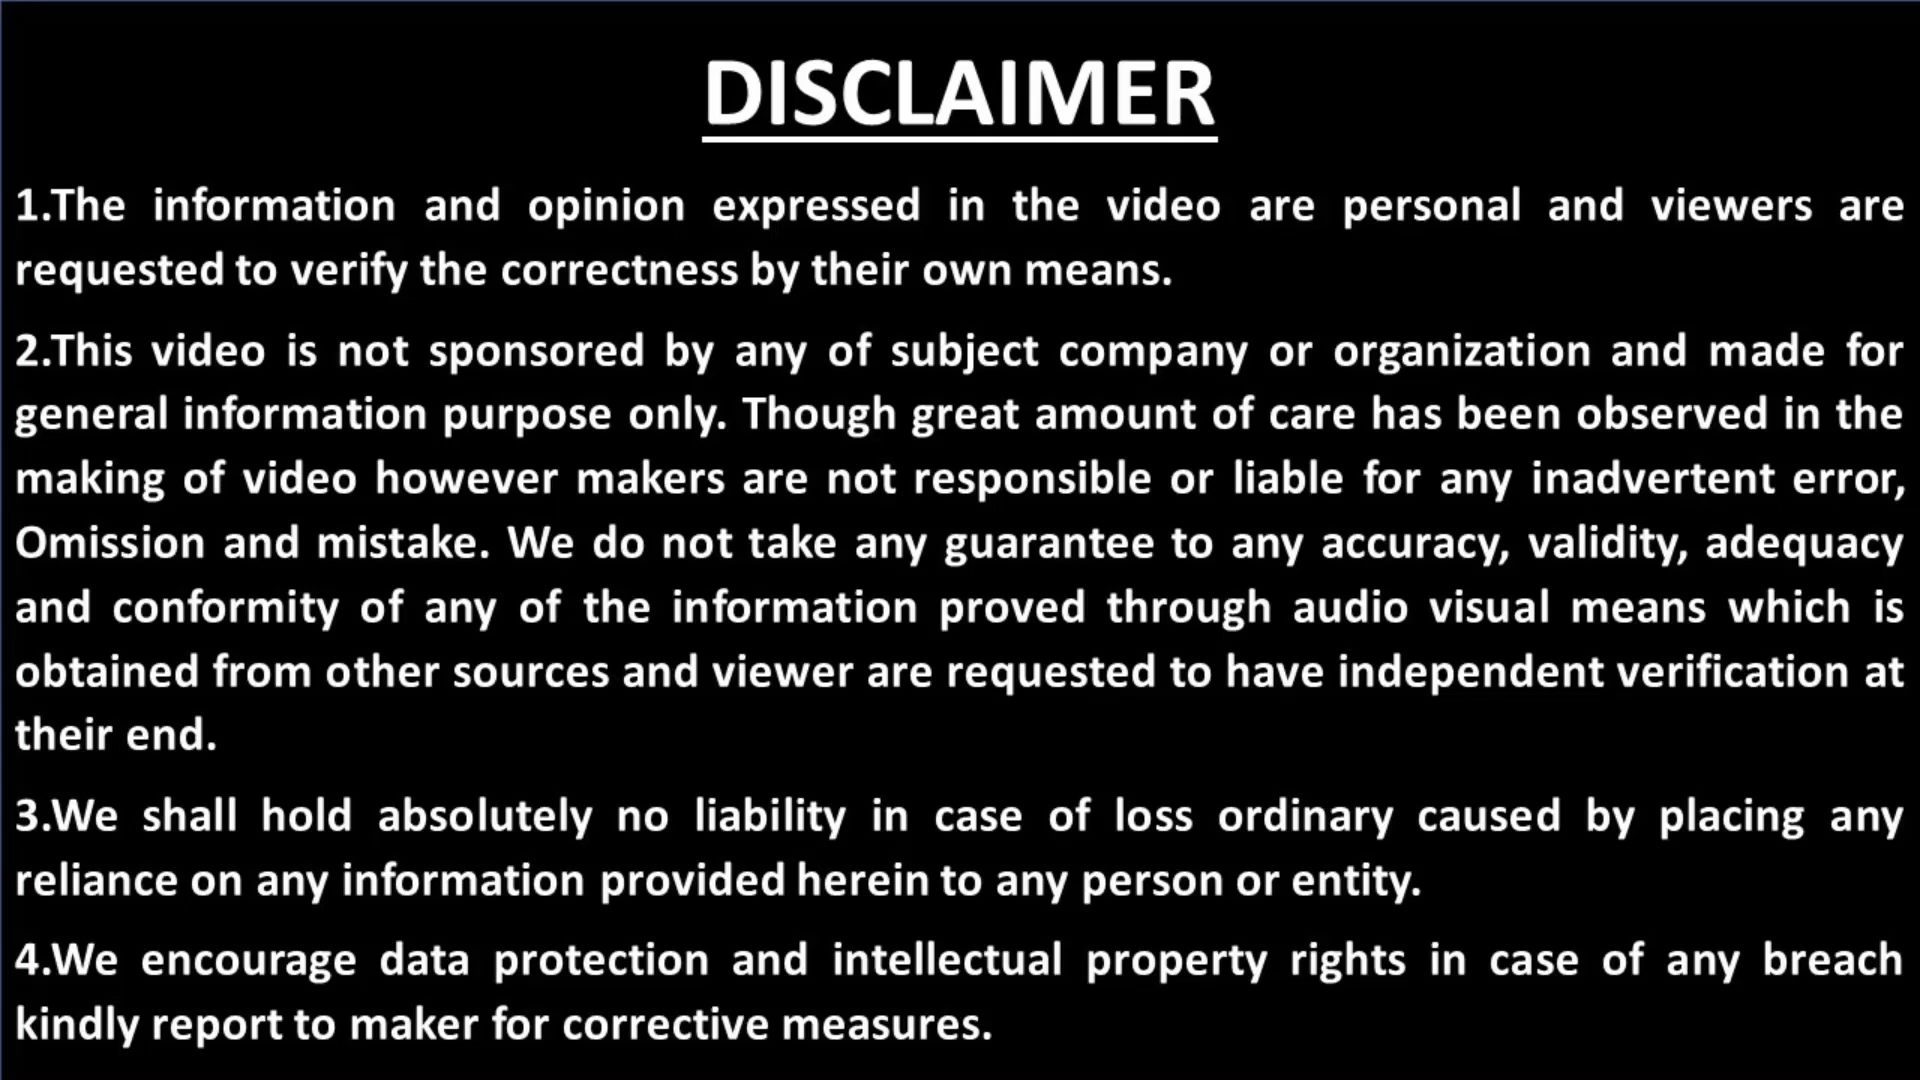 DISCLAIMER
1.The information and opinion expressed in the video are personal and viewers are
requested to verify the correctness by their own means.
2.This video is not sponsored by any of subject company or organization and made for
general information purpose only. Though great amount of care has been observed in the
making of video however makers are not responsible or liable for any inadvertent error,
Omission and mistake. We do not take any guarantee to any accuracy, validity, adequacy
and conformity of any of the information proved through audio visual means which is
obtained from other sources and viewer are requested to have independent verification at
their end.
3.We shall hold absolutely no liability in case of loss ordinary caused by placing any
reliance on any information provided herein to any person or entity.
4.We encourage data protection and intellectual property rights in case of any breach
kindly report to maker for corrective measures.